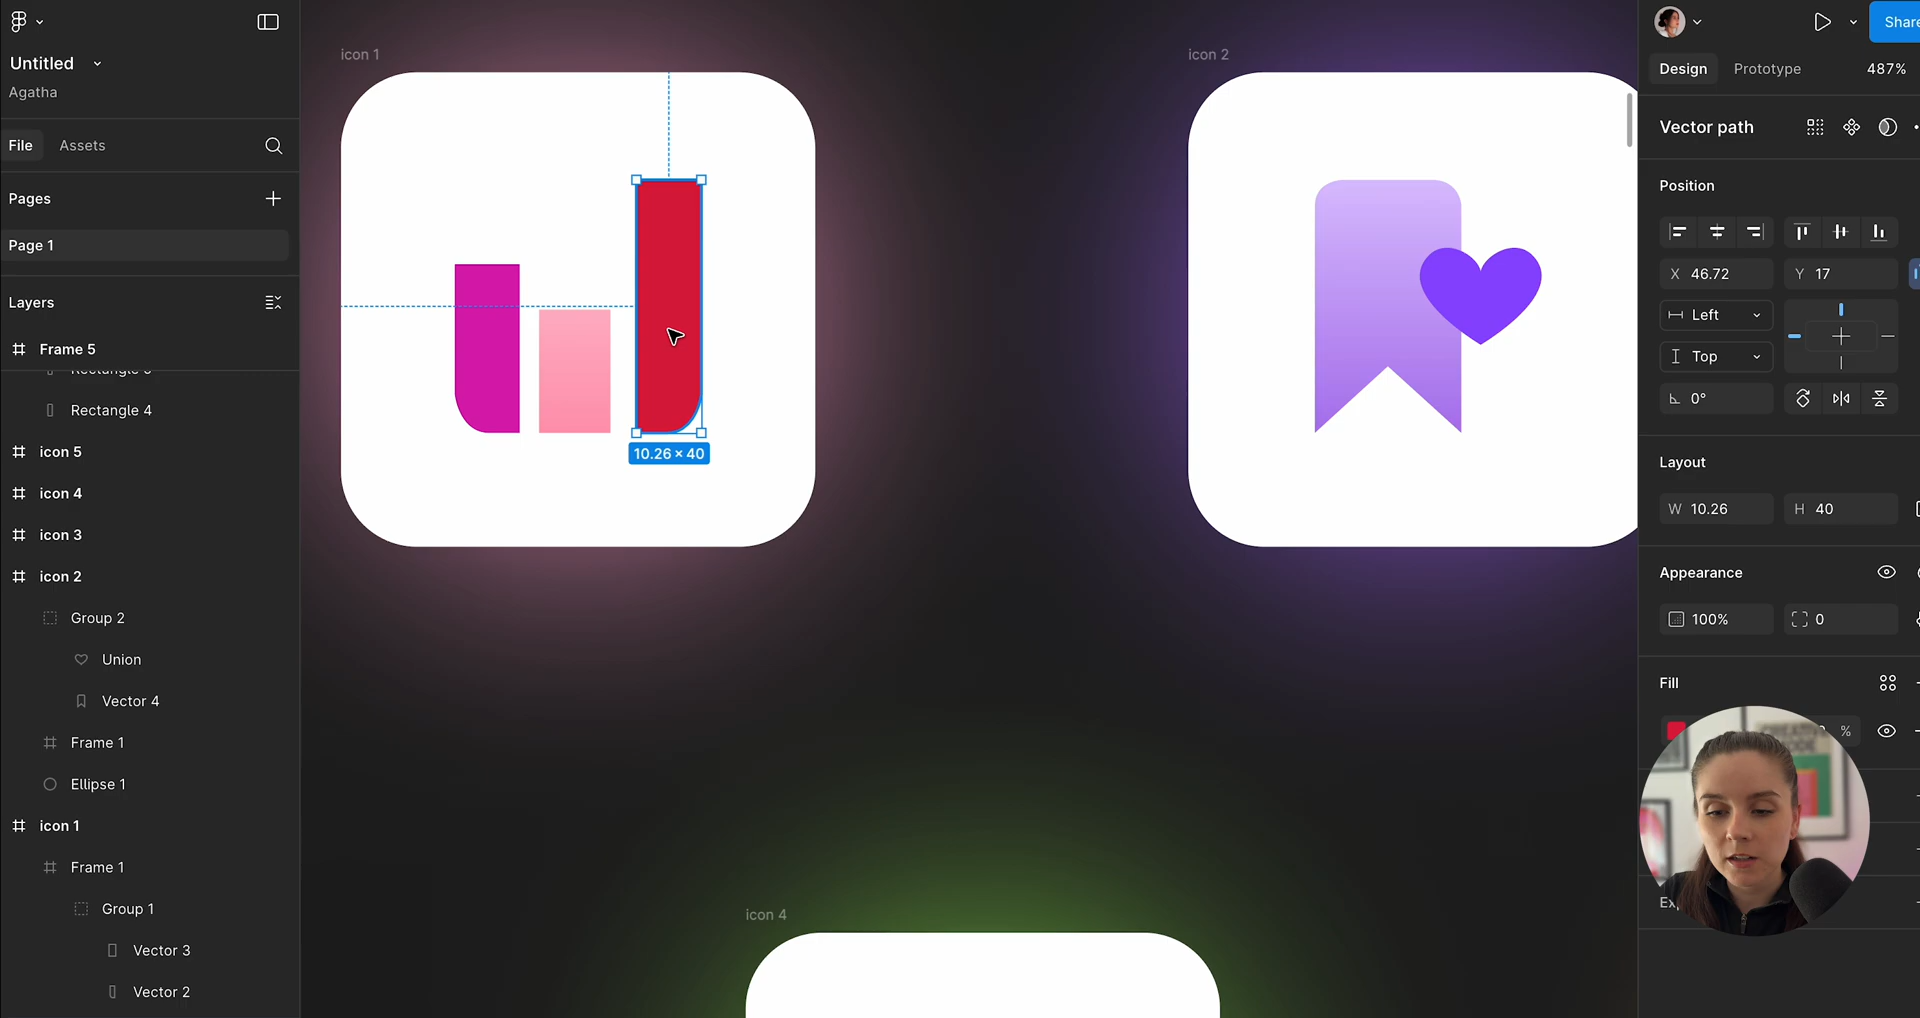 Untitled
Agatha
File
Assets
Pages
Page 1
Layers
Frame 5
Rectangle 4
icon 5
icon 4
icon 3
icon 2
Group 2
Union
Vector 4
Frame 1
Ellipse 1
icon 1
Frame 1
Group 1
Vector 3
Vector 2
icon 1
10.26 × 40
icon 2
icon 4
Share
Design
Prototype
487%
Vector path
Position
X 46.72
Y 17
Left
Top
0°
Layout
W 10.26
H 40
Appearance
100%
0
Fill
%